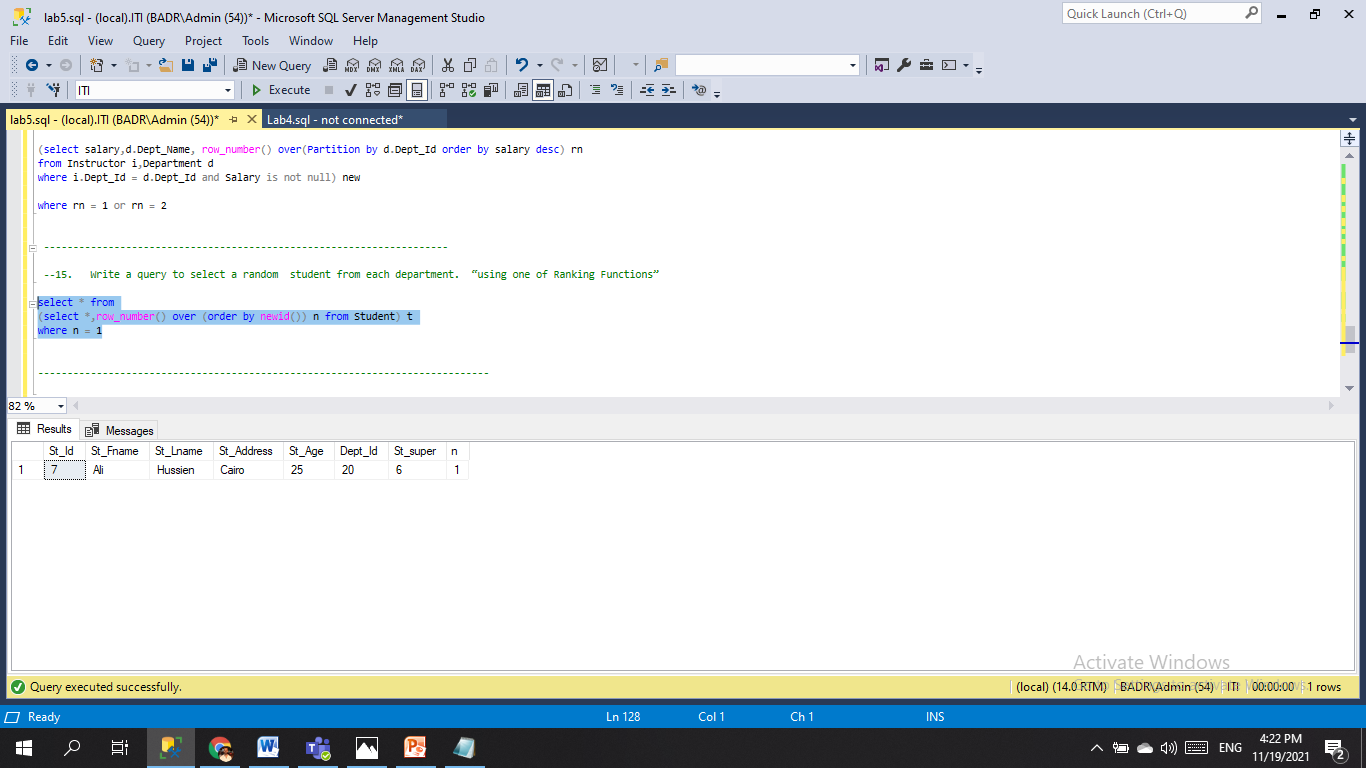 lab5.sql - (local).ITI (BADR\Admin (54))* - Microsoft SQL Server Management Studio
Quick Launch (Ctrl+Q)
File Edit View Query Project Tools Window Help
New Query MDX DMX XMLA DAX
ITI Execute
lab5.sql - (local).ITI (BADR\Admin (54))* Lab4.sql - not connected*
(select salary,d.Dept_Name, row_number() over(Partition by d.Dept_Id order by salary desc) rn
from Instructor i,Department d
where i.Dept_Id = d.Dept_Id and Salary is not null) new
where rn = 1 or rn = 2
----------------------------------------------------------------------
--15. Write a query to select a random student from each department. “using one of Ranking Functions”
select * from
(select *,row_number() over (order by newid()) n from Student) t
where n = 1
------------------------------------------------------------------------------
82 %
Results Messages
St_Id St_Fname St_Lname St_Address St_Age Dept_Id St_super n
1 7 Ali Hussien Cairo 25 20 6 1
Activate Windows
Query executed successfully. (local) (14.0 RTM) BADR\Admin (54) ITI 00:00:00 1 rows
Ready Ln 128 Col 1 Ch 1 INS
ENG 4:22 PM
11/19/2021 2